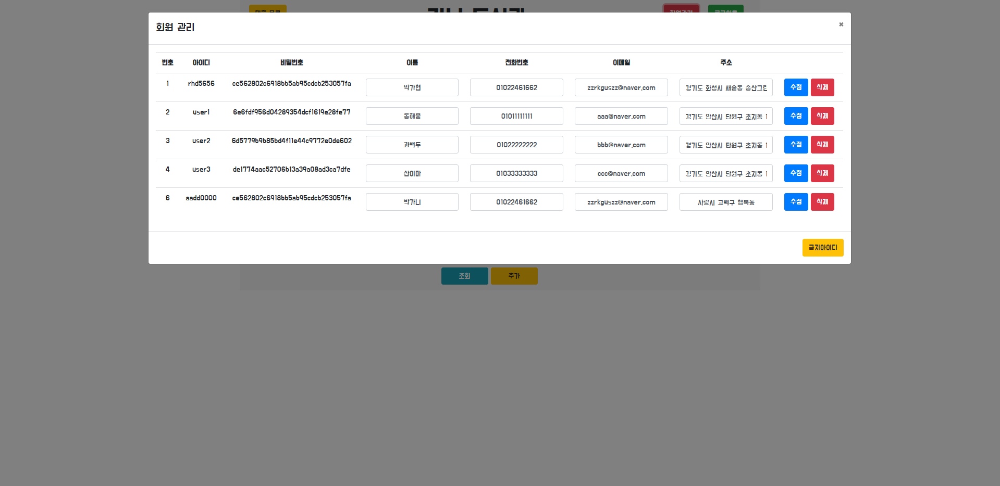 회원 관리
×
번호 아이디 비밀번호 이름 전화번호 이메일 주소
1 rhd5656 ce562802c6918bb5ab95cdcb253057fa 박가현 01022461662 zzrkguszz@naver.com 경기도 화성시 새솔동 송산그린 수정 삭제
2 user1 6e6fdf956d04289354dcf1619e28fe77 동해물 01011111111 aaa@naver.com 경기도 안산시 단원구 초지동 1 수정 삭제
3 user2 6d5779b9b85bd4f11e44c9772e0de602 과백두 01022222222 bbb@naver.com 경기도 안산시 단원구 초지동 1 수정 삭제
4 user3 de1774aac52706b13a39a08ad3ca7dfe 산이마 01033333333 ccc@naver.com 경기도 안산시 단원구 초지동 1 수정 삭제
6 aadd0000 ce562802c6918bb5ab95cdcb253057fa 박가니 01022461662 zzrkguszz@naver.com 사랑시 고백구 행복동 수정 삭제
금지아이디
조회 추가